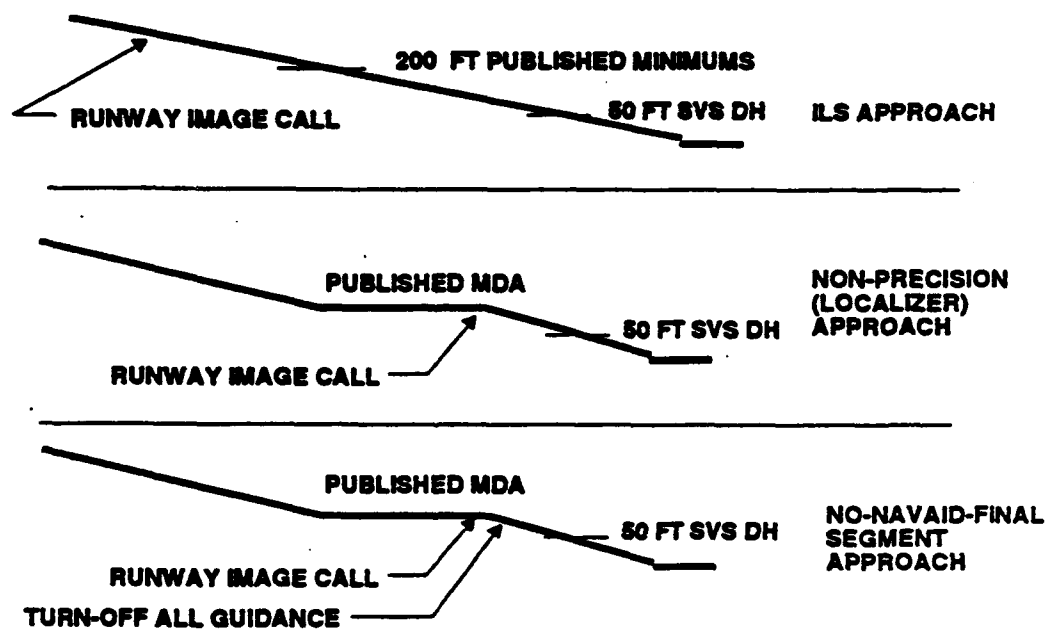 200 FT PUBLISHED MINIMUMS
RUNWAY IMAGE CALL
50 FT SVS DH
ILS APPROACH
PUBLISHED MDA
NON-PRECISION
(LOCALIZER)
APPROACH
50 FT SVS DH
RUNWAY IMAGE CALL
PUBLISHED MDA
50 FT SVS DH
NO-NAVAID-FINAL
SEGMENT
APPROACH
RUNWAY IMAGE CALL
TURN-OFF ALL GUIDANCE